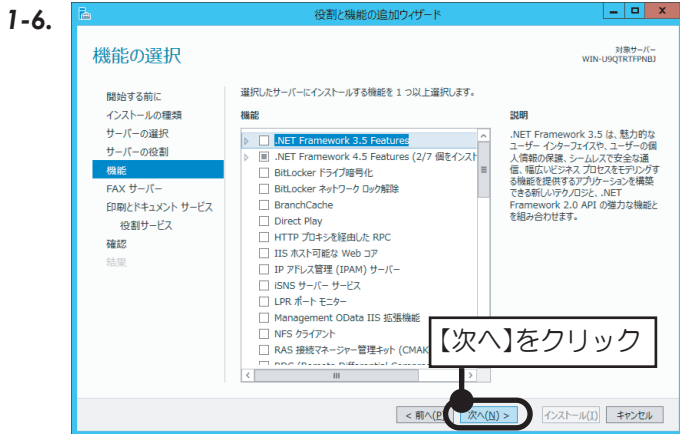 1-6.
役割と機能の追加ウィザード
機能の選択
対象サーバー
WIN-U9QTRTFPNBJ
開始する前に
インストールの種類
サーバーの選択
サーバーの役割
機能
FAX サーバー
印刷とドキュメント サービス
役割サービス
確認
結果
選択したサーバーにインストールする機能を 1 つ以上選択します。
機能
.NET Framework 3.5 Features
.NET Framework 4.5 Features (2/7 個をインスト
BitLocker ドライブ暗号化
BitLocker ネットワーク ロック解除
BranchCache
Direct Play
HTTP プロキシを経由した RPC
IIS ホスト可能な Web コア
IP アドレス管理 (IPAM) サーバー
iSNS サーバー サービス
LPR ポート モニター
Management OData IIS 拡張機能
NFS クライアント
RAS 接続マネージャー管理キット (CMAK
説明
.NET Framework 3.5 は、魅力的な
ユーザー インターフェイスや、ユーザーの個
人情報の保護、シームレスで安全な通
信、幅広いビジネス プロセスをモデリングす
る機能を提供するアプリケーションを構築
できる新しいテクノロジと、.NET
Framework 2.0 API の強力な機能と
を組み合わせます。
【次へ】をクリック
< 前へ(P
次へ(N) >
インストール(I)
キャンセル